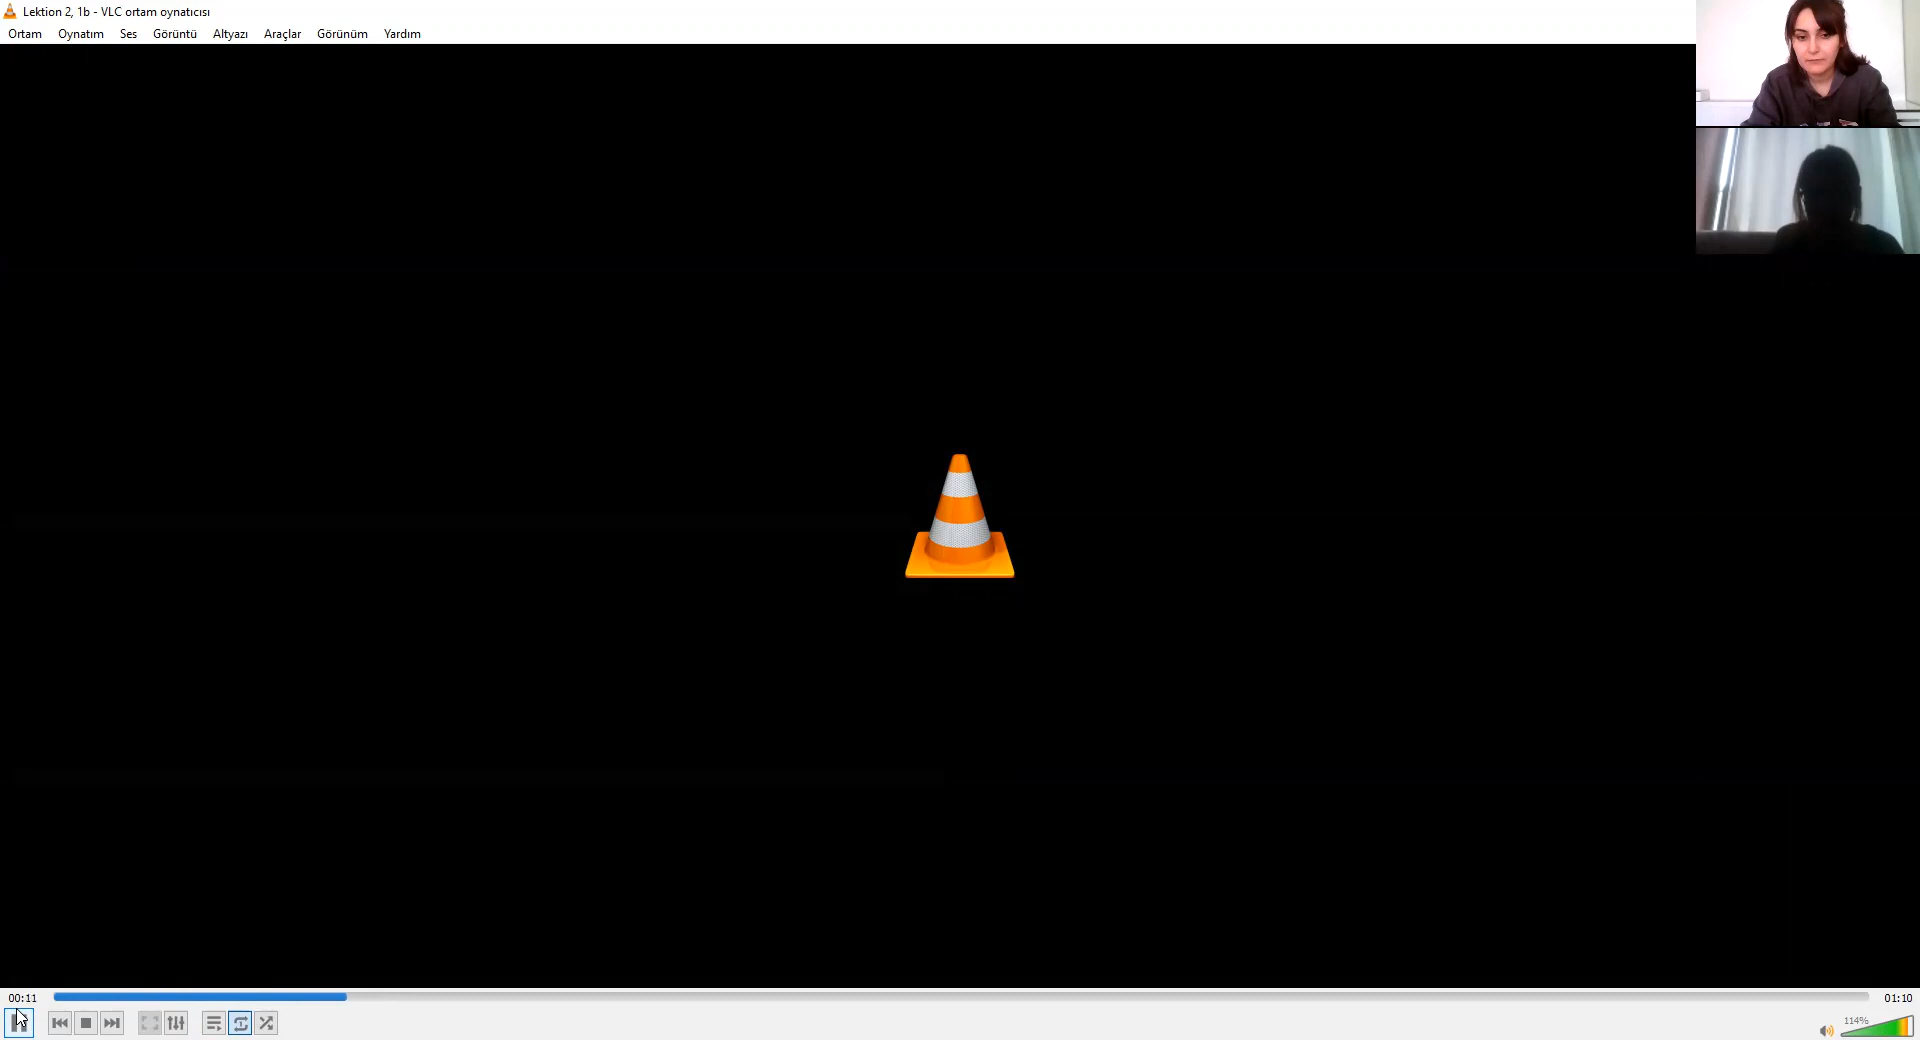 Lektion 2, 1b - VLC ortam oynatıcısı
Ortam Oynatım Ses Görüntü Altyazı Araçlar Görünüm Yardım
00:11
01:10
114%